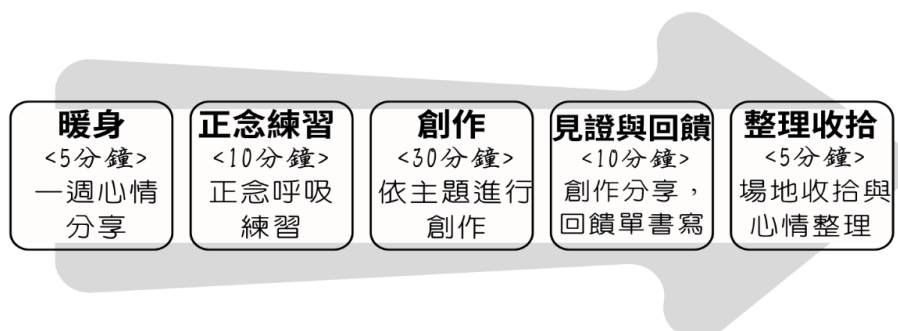 暖身
<5分鐘>
一週心情
分享
正念練習
<10分鐘>
正念呼吸
練習
創作
<30分鐘>
依主題進行
創作
見證與回饋
<10分鐘>
創作分享，
回饋單書寫
整理收拾
<5分鐘>
場地收拾與
心情整理